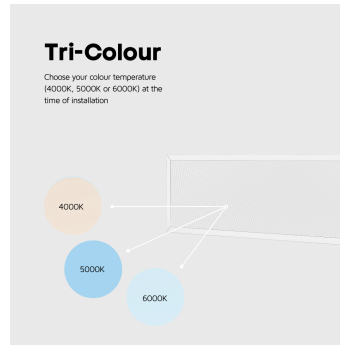 Tri-Colour
Choose your colour temperature
(4000K, 5000K or 6000K) at the
time of installation
4000K
5000K
6000K